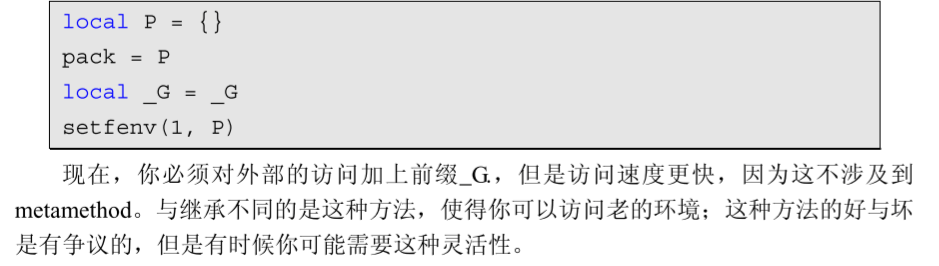 local P = {}
pack = P
local _G = _G
setfenv(1, P)
现在，你必须对外部的访问加上前缀_G.，但是访问速度更快，因为这不涉及到
metamethod。与继承不同的是这种方法，使得你可以访问老的环境；这种方法的好与坏
是有争议的，但是有时候你可能需要这种灵活性。